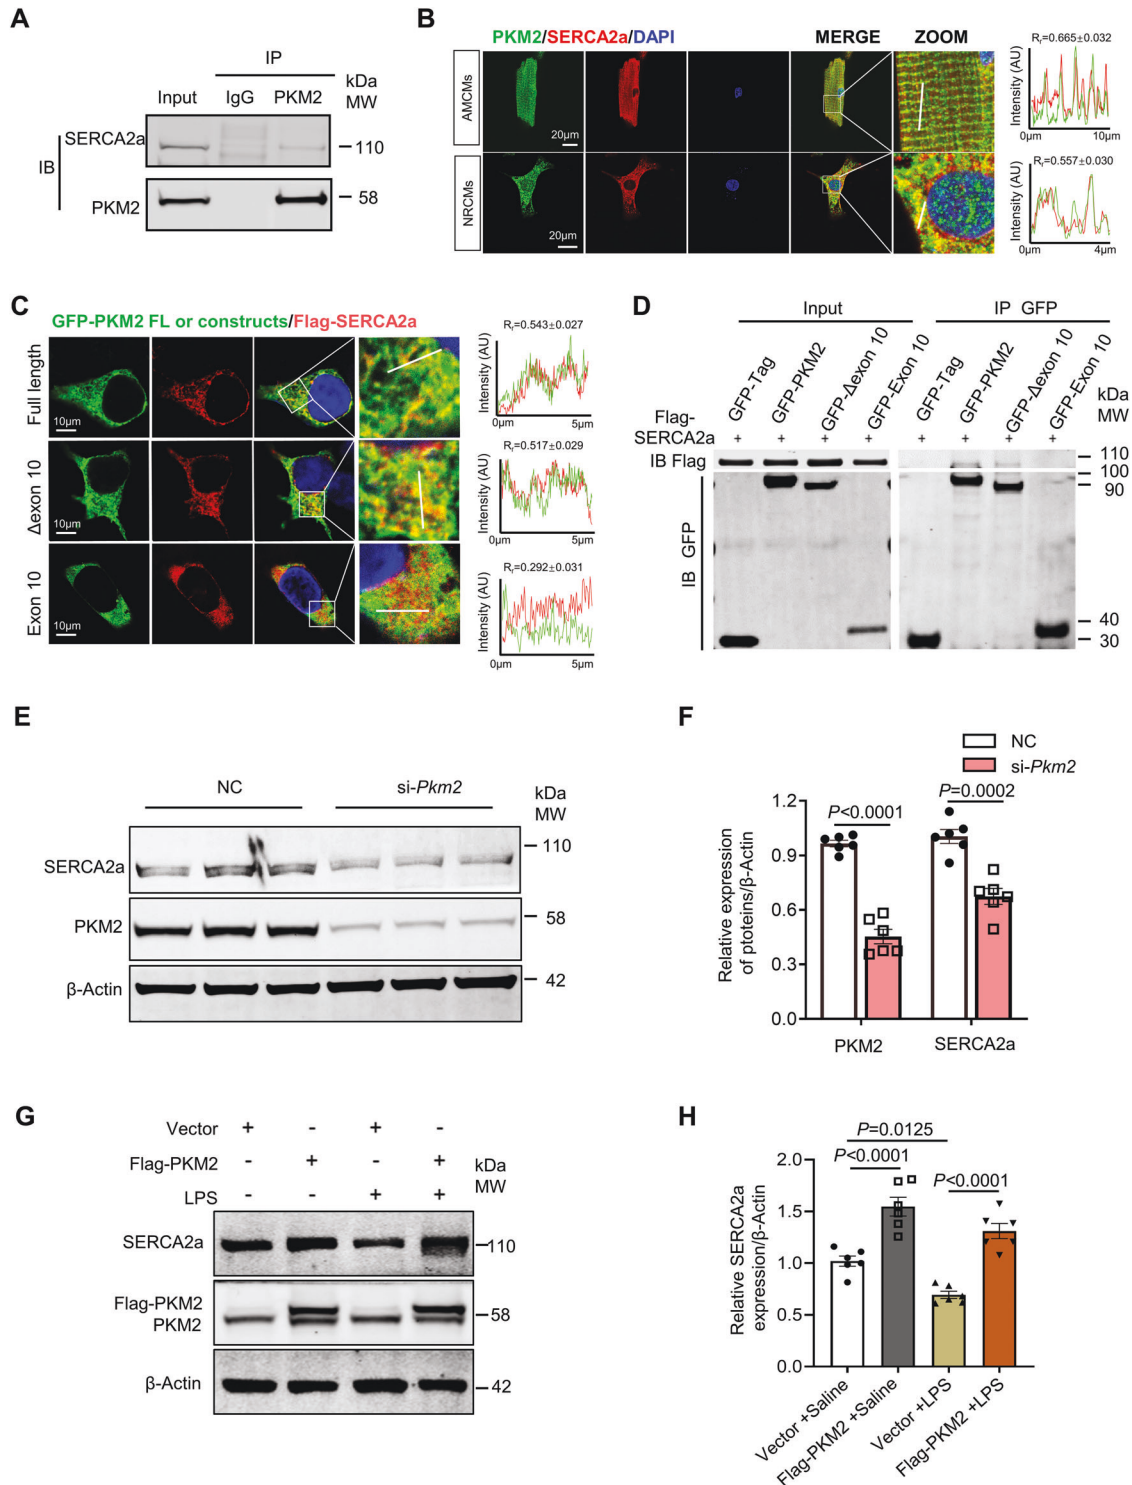 A
IP
kDa
MW
Input IgG PKM2
SERCA2a
110
IB
58
PKM2
B
PKM2/SERCA2a/DAPI MERGE ZOOM
AMCMs
20μm
Intensity (AU)
Rr=0.665±0.032
0μm 10μm
NRCMs
20μm
Intensity (AU)
Rr=0.557±0.030
0μm 4μm
C
GFP-PKM2 FL or constructs/Flag-SERCA2a
Full length
10μm
Intensity (AU)
Rr=0.543±0.027
0μm 5μm
Δexon 10
10μm
Intensity (AU)
Rr=0.517±0.029
0μm 5μm
Exon 10
10μm
Intensity (AU)
Rr=0.292±0.031
0μm 5μm
D
Input IP GFP
GFP-Tag GFP-PKM2 GFP-Δexon 10 GFP-Exon 10 GFP-Tag GFP-PKM2 GFP-Δexon 10 GFP-Exon 10
kDa
MW
Flag-
SERCA2a + + + + + + + +
IB Flag
110
100
90
IB GFP
40
30
E
NC si-Pkm2
kDa
MW
SERCA2a
110
PKM2
58
β-Actin
42
F
NC
si-Pkm2
P<0.0001
P=0.0002
Relative expression
of ptoteins/β-Actin
1.2
0.9
0.6
0.3
0.0
PKM2 SERCA2a
G
Vector + - + -
Flag-PKM2 - + - +
LPS - - + +
kDa
MW
SERCA2a
110
Flag-PKM2
PKM2
58
β-Actin
42
H
P=0.0125
P<0.0001
P<0.0001
Relative SERCA2a
expression/β-Actin
2.0
1.5
1.0
0.5
0.0
Vector +Saline
Flag-PKM2 +Saline
Vector +LPS
Flag-PKM2 +LPS